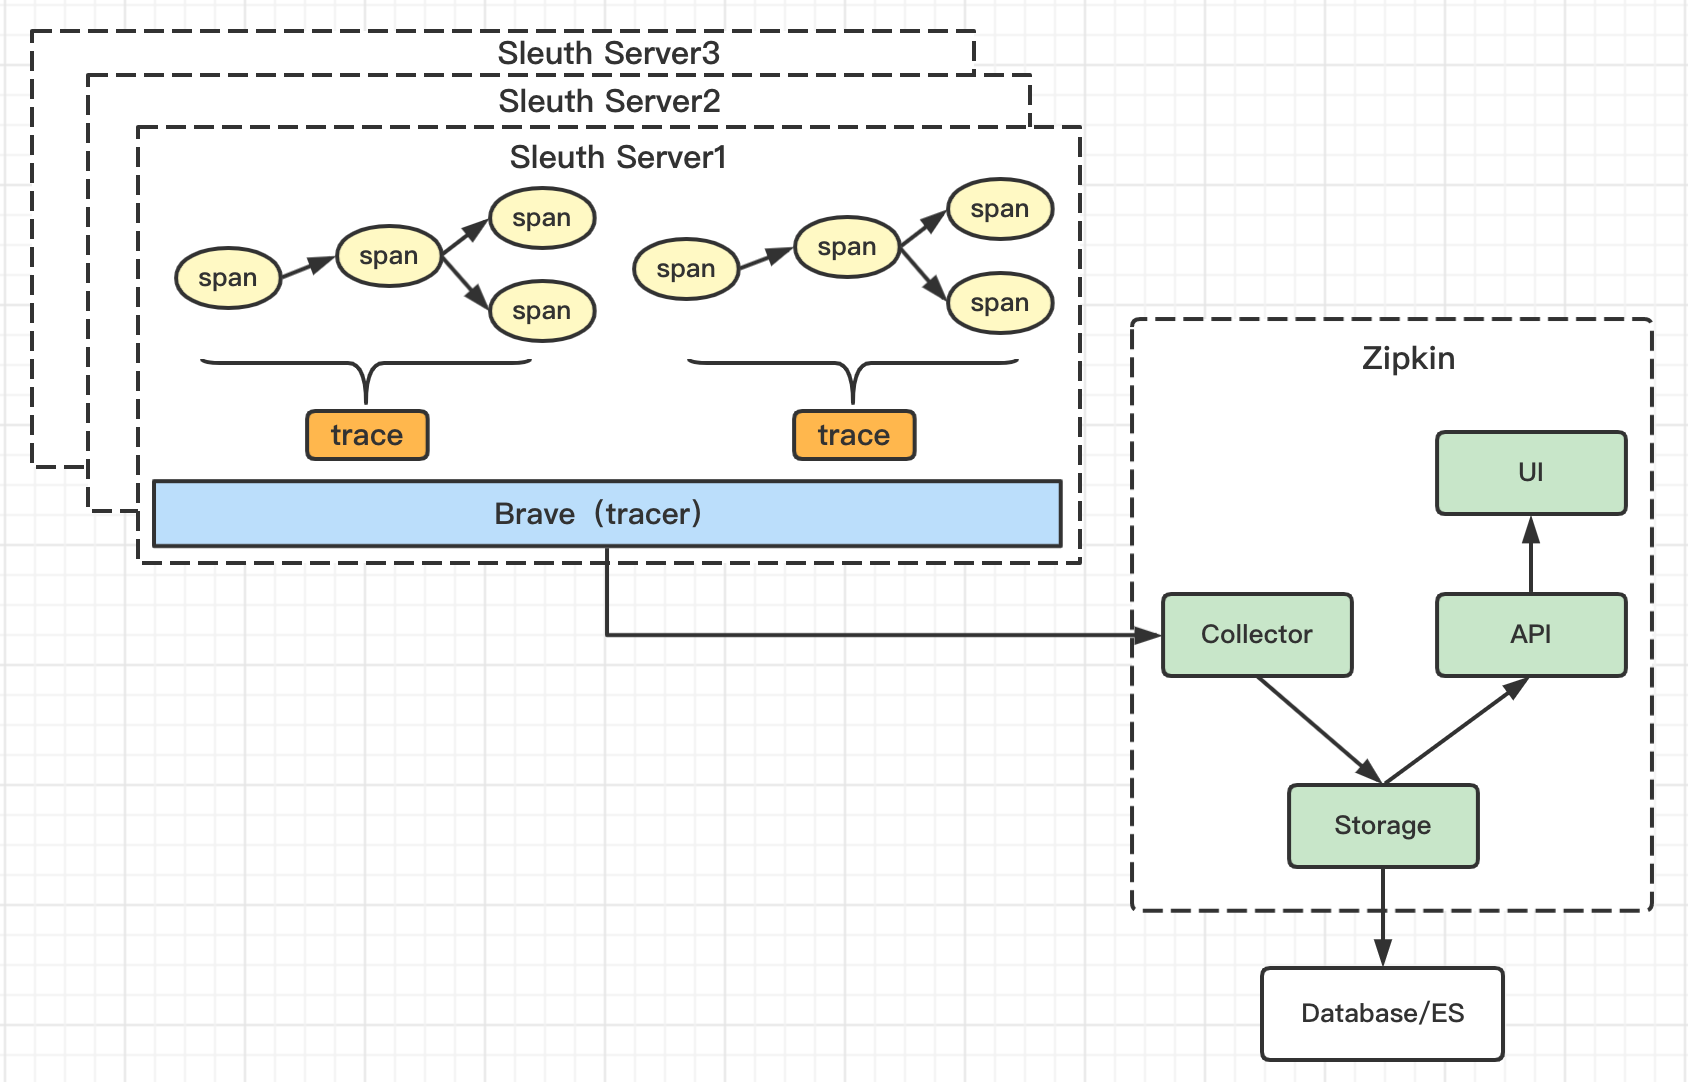 Sleuth Server3
Sleuth Server2
Sleuth Server1
span
span
span
span
span
span
span
span
trace
trace
Brave（tracer）
Zipkin
UI
Collector
API
Storage
Database/ES